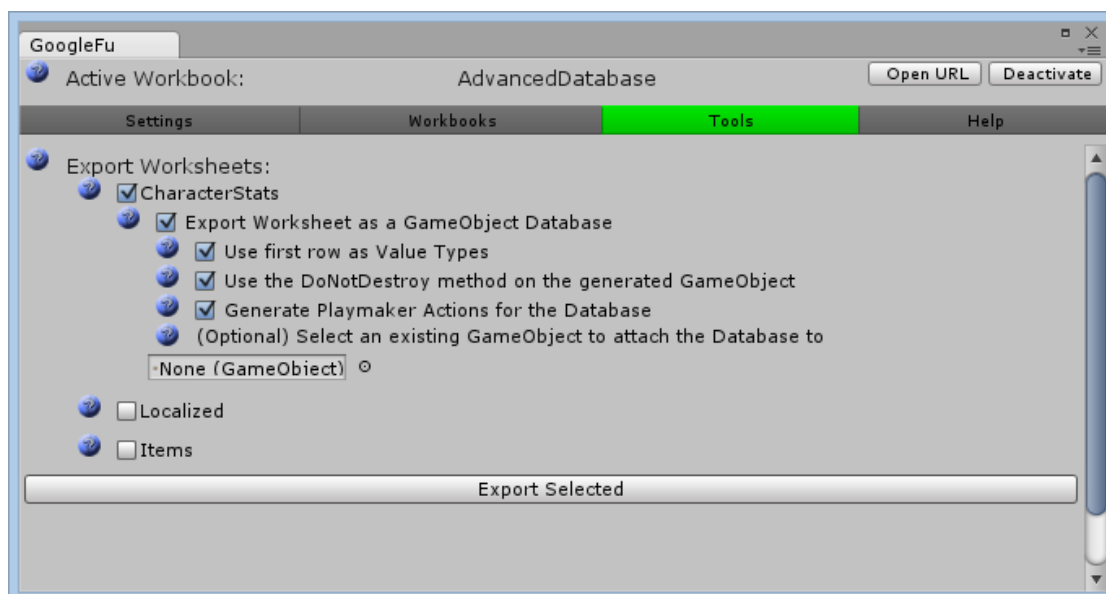 GoogleFu
Active Workbook: AdvancedDatabase Open URL Deactivate
Settings Workbooks Tools Help
Export Worksheets:
CharacterStats
Export Worksheet as a GameObject Database
Use first row as Value Types
Use the DoNotDestroy method on the generated GameObject
Generate Playmaker Actions for the Database
(Optional) Select an existing GameObject to attach the Database to
None (GameObject)
Localized
Items
Export Selected